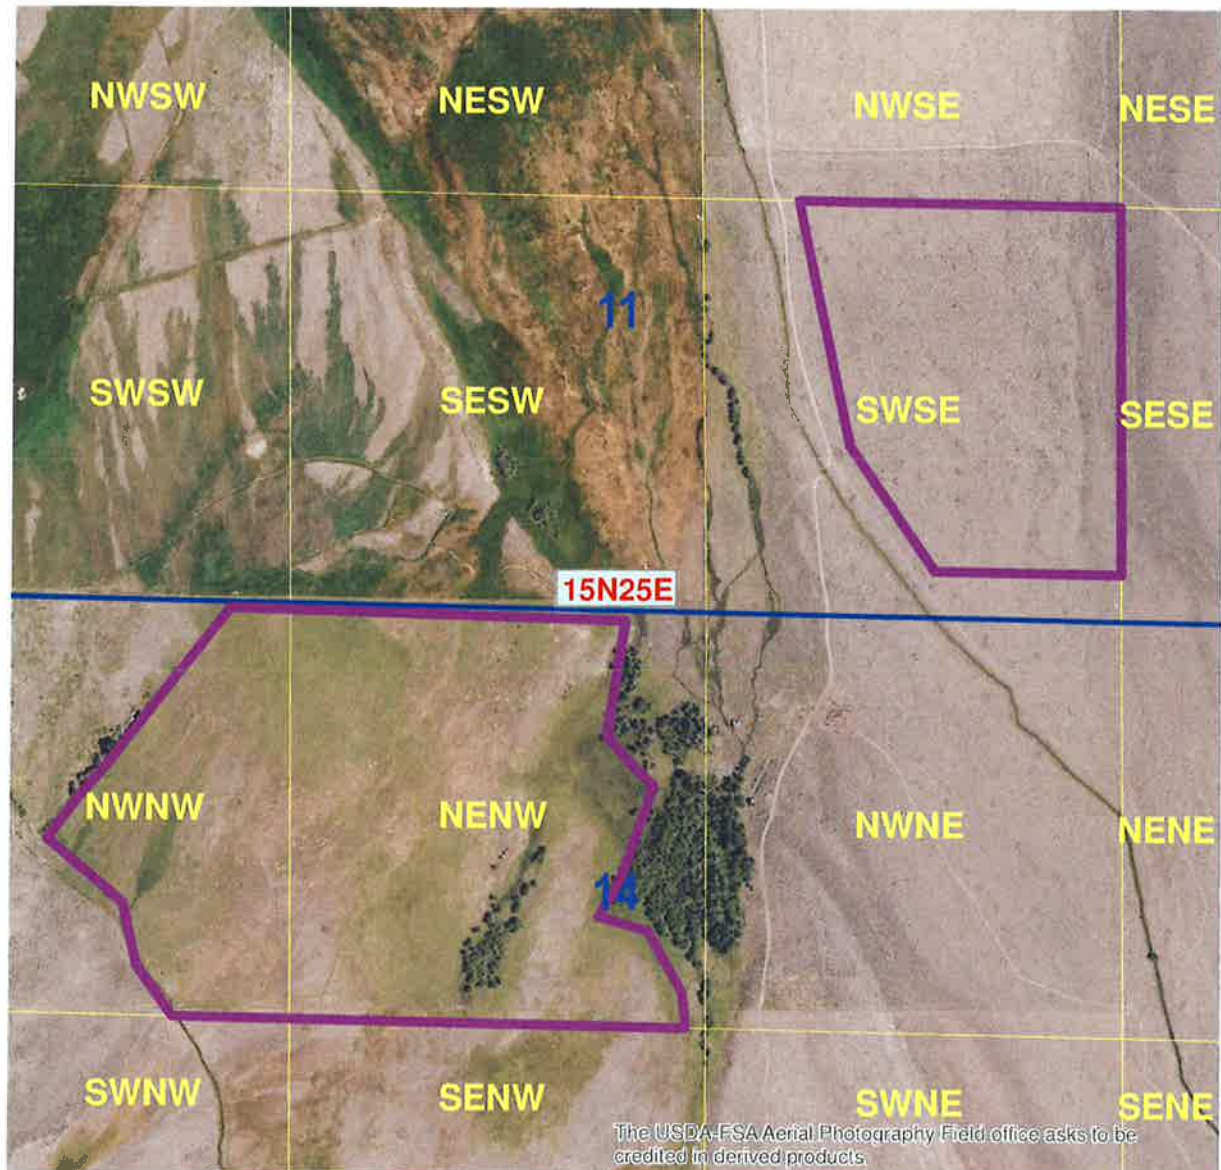 NWSW NESW NWSE NESE
11
SWSW SESW SWSE SESE
15N25E
NWNW NENW NWNE NENE
14
SWNW SENW SWNE SENE
The USDA-FSA Aerial Photography Field office asks to be
credited in derived products.